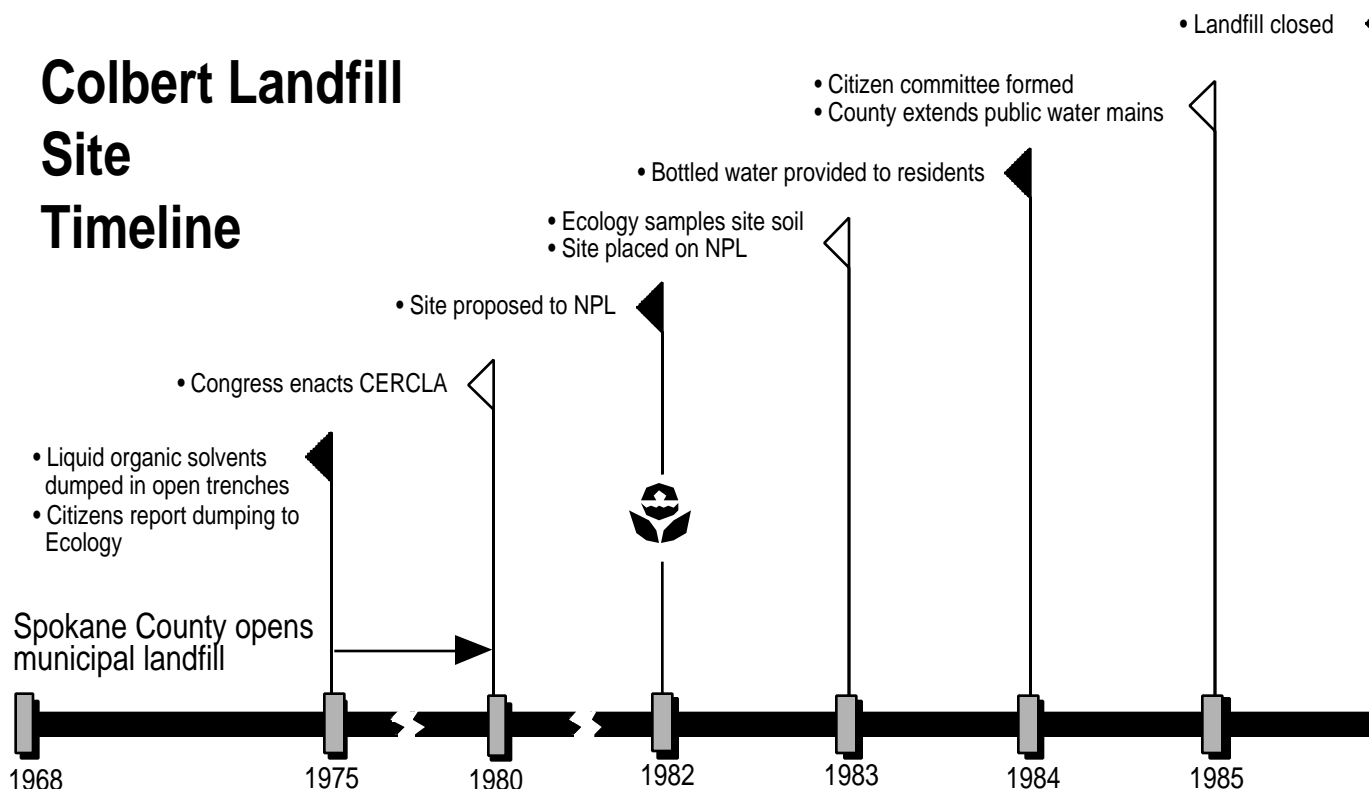 Colbert Landfill
Site
Timeline
• Landfill closed
• Citizen committee formed
• County extends public water mains
• Bottled water provided to residents
• Ecology samples site soil
• Site placed on NPL
• Site proposed to NPL
• Congress enacts CERCLA
• Liquid organic solvents
dumped in open trenches
• Citizens report dumping to
Ecology
Spokane County opens
municipal landfill
1968
1975
1980
1982
1983
1984
1985